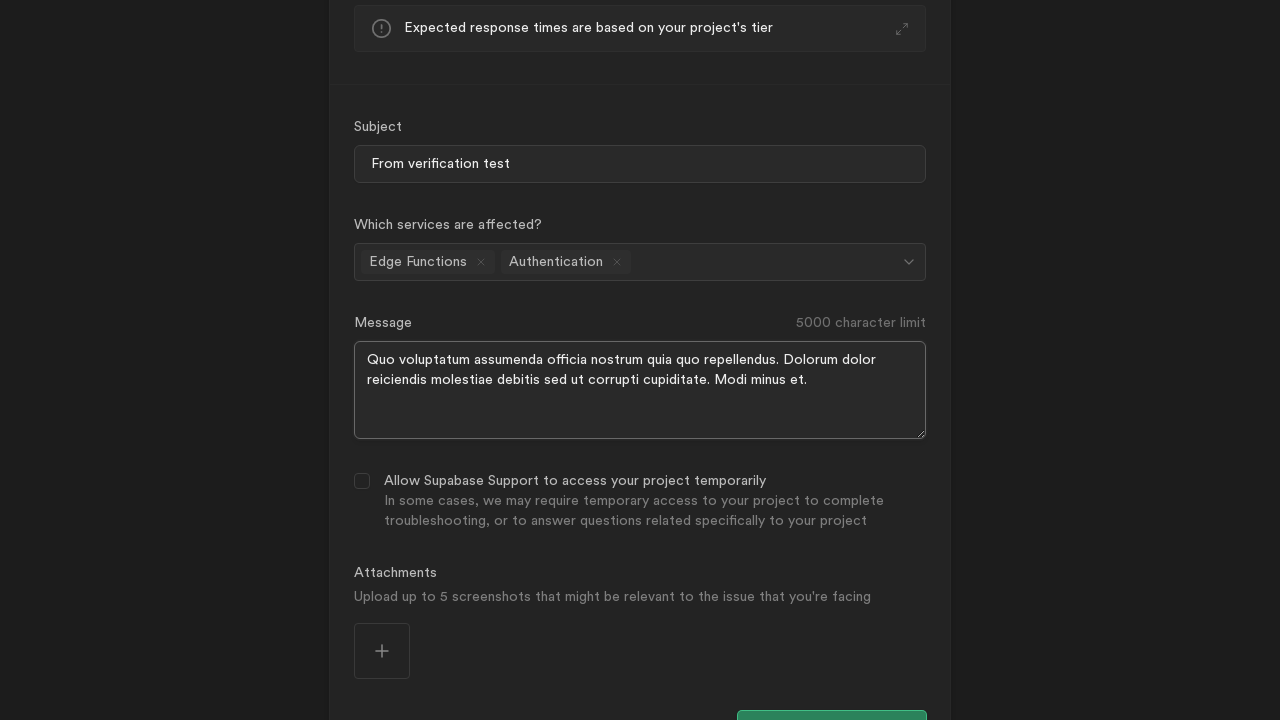 Expected response times are based on your project's tier
Subject
From verification test
Which services are affected?
Edge Functions
Authentication
Message
5000 character limit
Quo voluptatum assumenda officia nostrum quia quo repellendus. Dolorum dolor
reiciendis molestiae debitis sed ut corrupti cupiditate. Modi minus et.
Allow Supabase Support to access your project temporarily
In some cases, we may require temporary access to your project to complete
troubleshooting, or to answer questions related specifically to your project
Attachments
Upload up to 5 screenshots that might be relevant to the issue that you're facing